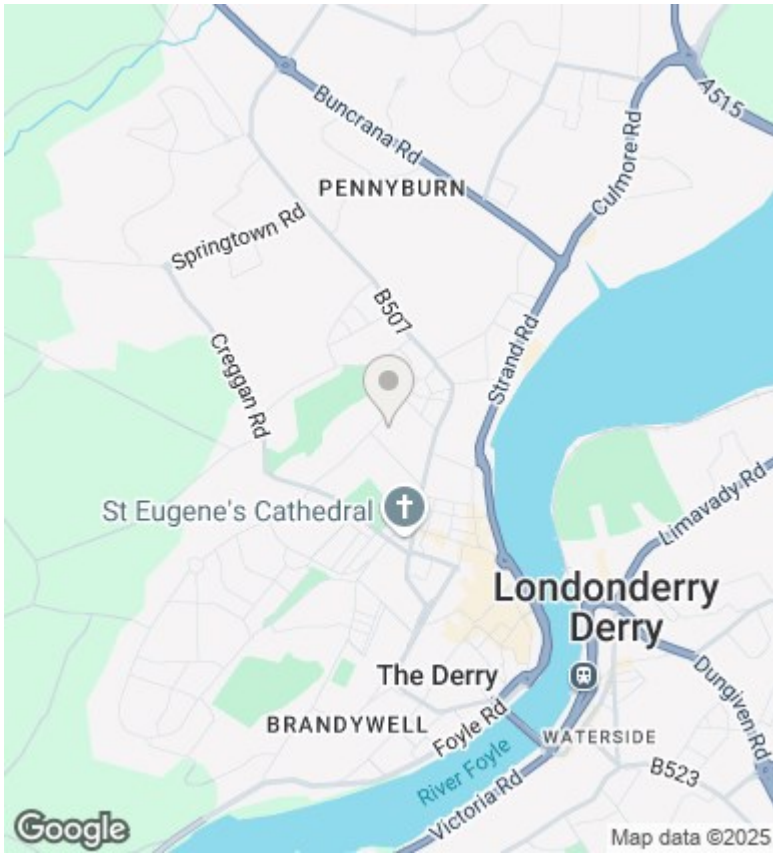 Buncrana Rd
A515
Culmore Rd
PENNYBURN
Springtown Rd
B507
Strand Rd
Creggan Rd
St Eugene's Cathedral
Limavady Rd
Londonderry
Derry
The Derry
Dungiven Rd
BRANDYWELL
Foyle Rd
WATERSIDE
River Foyle
B523
Victoria Rd
Google
Map data ©2025